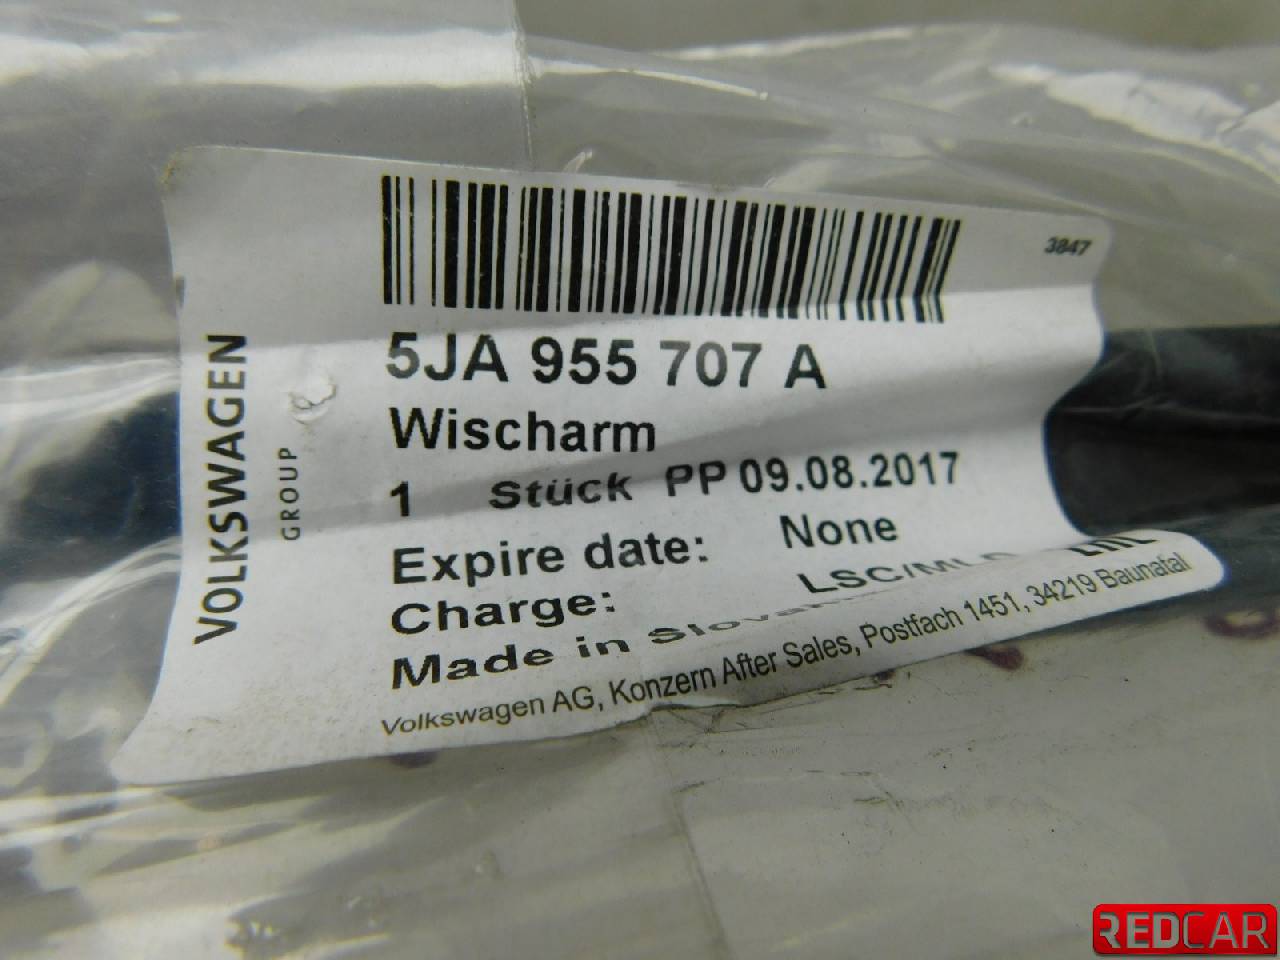 3847
VOLKSWAGEN
GROUP
5JA 955 707 A
Wischarm
1 Stück PP 09.08.2017
Expire date: None
Charge:
Made in
Volkswagen AG, Konzern After Sales, Postfach 1451, 34219 Baunatal
REDCAR